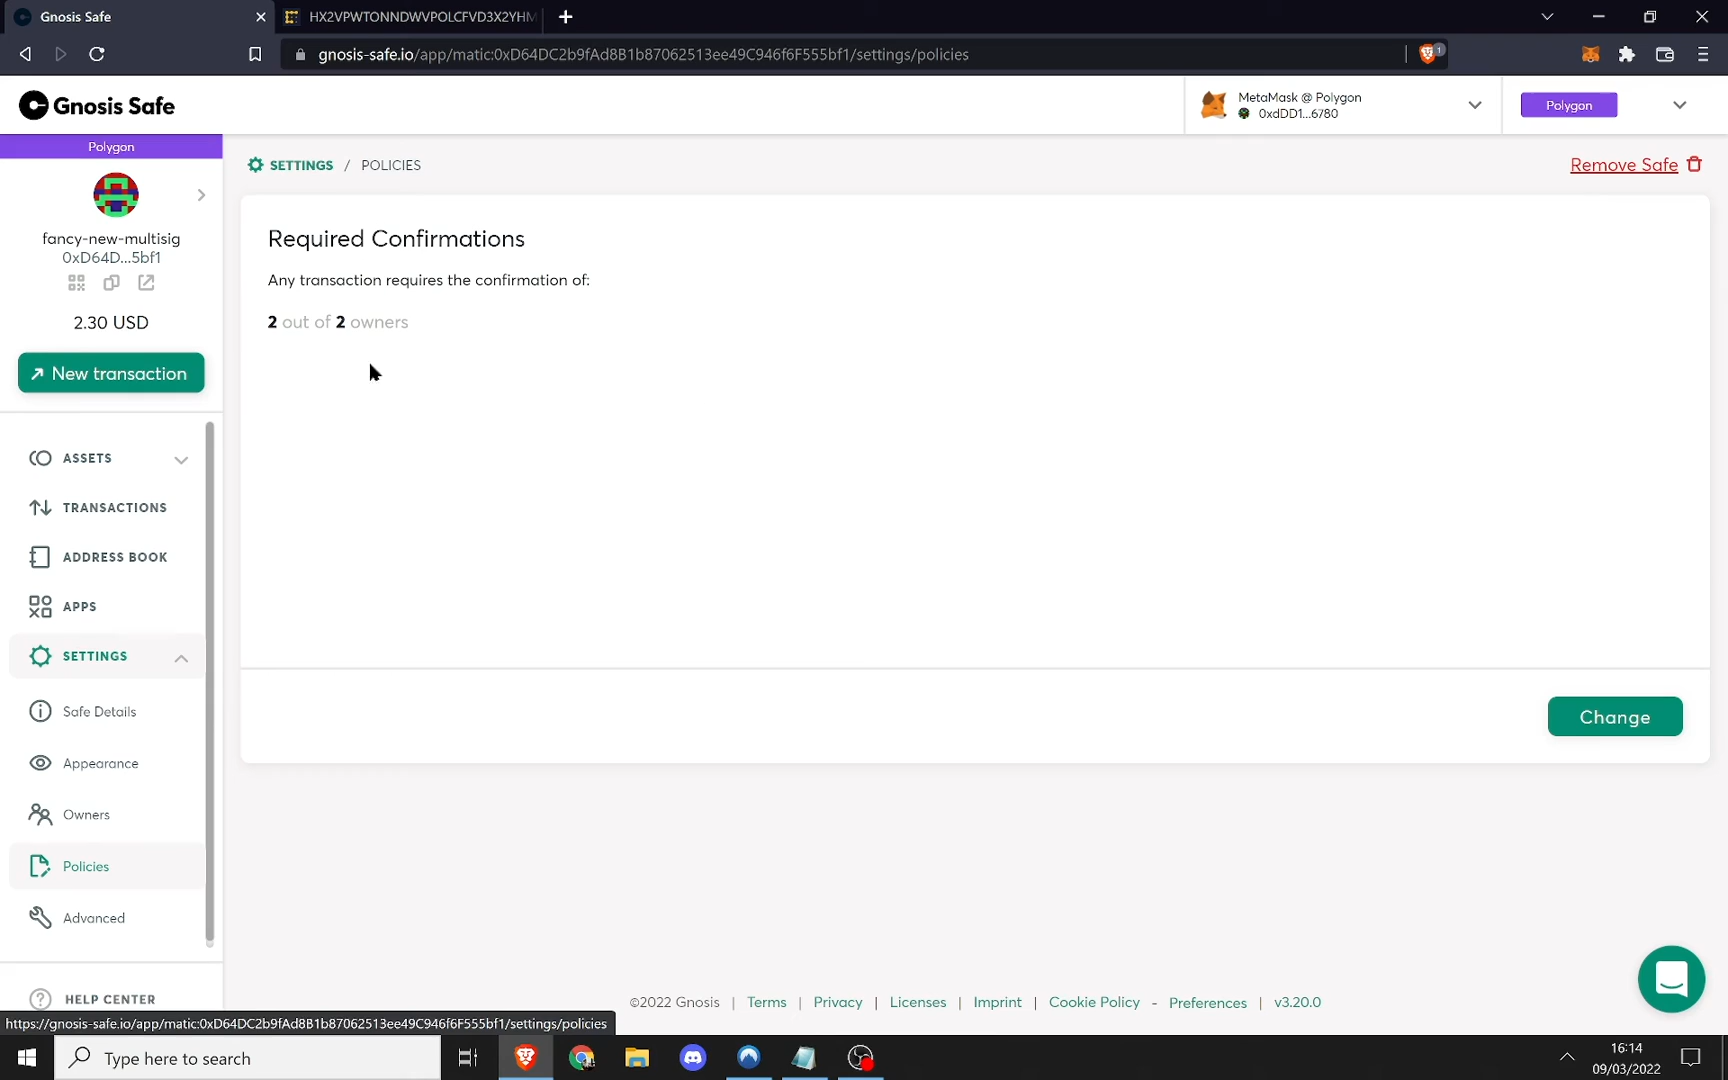 Gnosis Safe
HX2VPWTONNDWVPOLCFVD3X2YHM
gnosis-safe.io/app/matic:0xD64DC2b9fAd8B1b87062513ee49C946f6F555bf1/settings/policies
1
Gnosis Safe
MetaMask @ Polygon
0xdDD1...6780
Polygon
Polygon
SETTINGS / POLICIES
Remove Safe
fancy-new-multisig
0xD64D...5bf1
2.30 USD
New transaction
Required Confirmations
Any transaction requires the confirmation of:
2 out of 2 owners
ASSETS
TRANSACTIONS
ADDRESS BOOK
APPS
SETTINGS
Safe Details
Appearance
Owners
Policies
Advanced
HELP CENTER
Change
©2022 Gnosis | Terms | Privacy | Licenses | Imprint | Cookie Policy - Preferences | v3.20.0
https://gnosis-safe.io/app/matic:0xD64DC2b9fAd8B1b87062513ee49C946f6F555bf1/settings/policies
Type here to search
16:14
09/03/2022